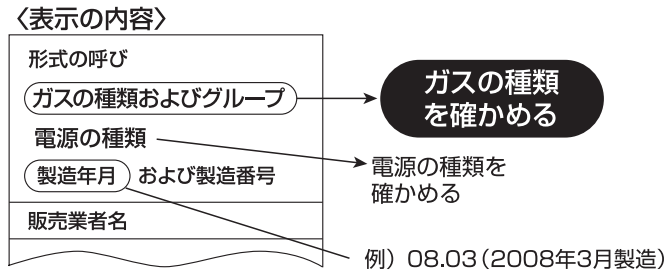 〈表示の内容〉
形式の呼び
ガスの種類およびグループ
ガスの種類
を確かめる
電源の種類
電源の種類を
確かめる
製造年月 および製造番号
販売業者名
例）08.03（2008年3月製造）